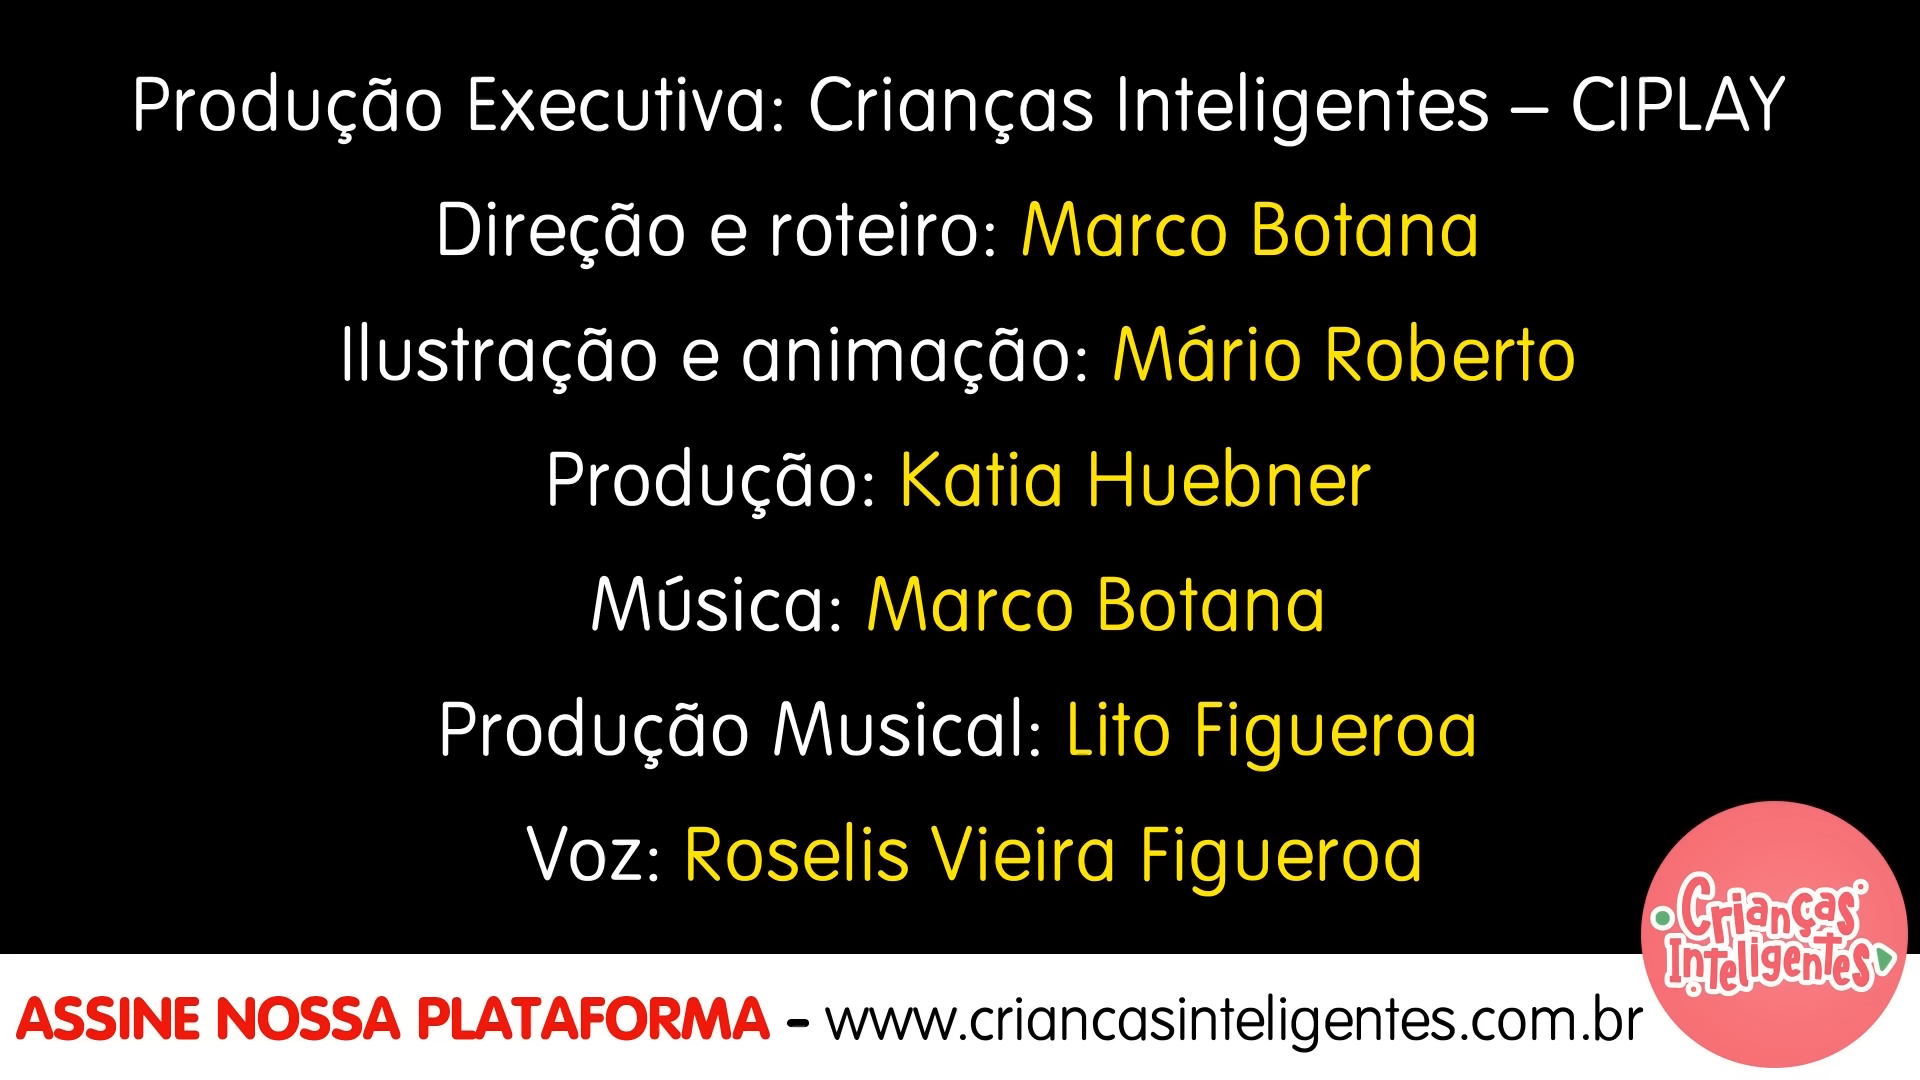 Produção Executiva: Crianças Inteligentes – CIPLAY
Direção e roteiro: Marco Botana
Ilustração e animação: Mário Roberto
Produção: Katia Huebner
Música: Marco Botana
Produção Musical: Lito Figueroa
Voz: Roselis Vieira Figueroa
Crianças
Inteligentes
ASSINE NOSSA PLATAFORMA - www.criancasinteligentes.com.br